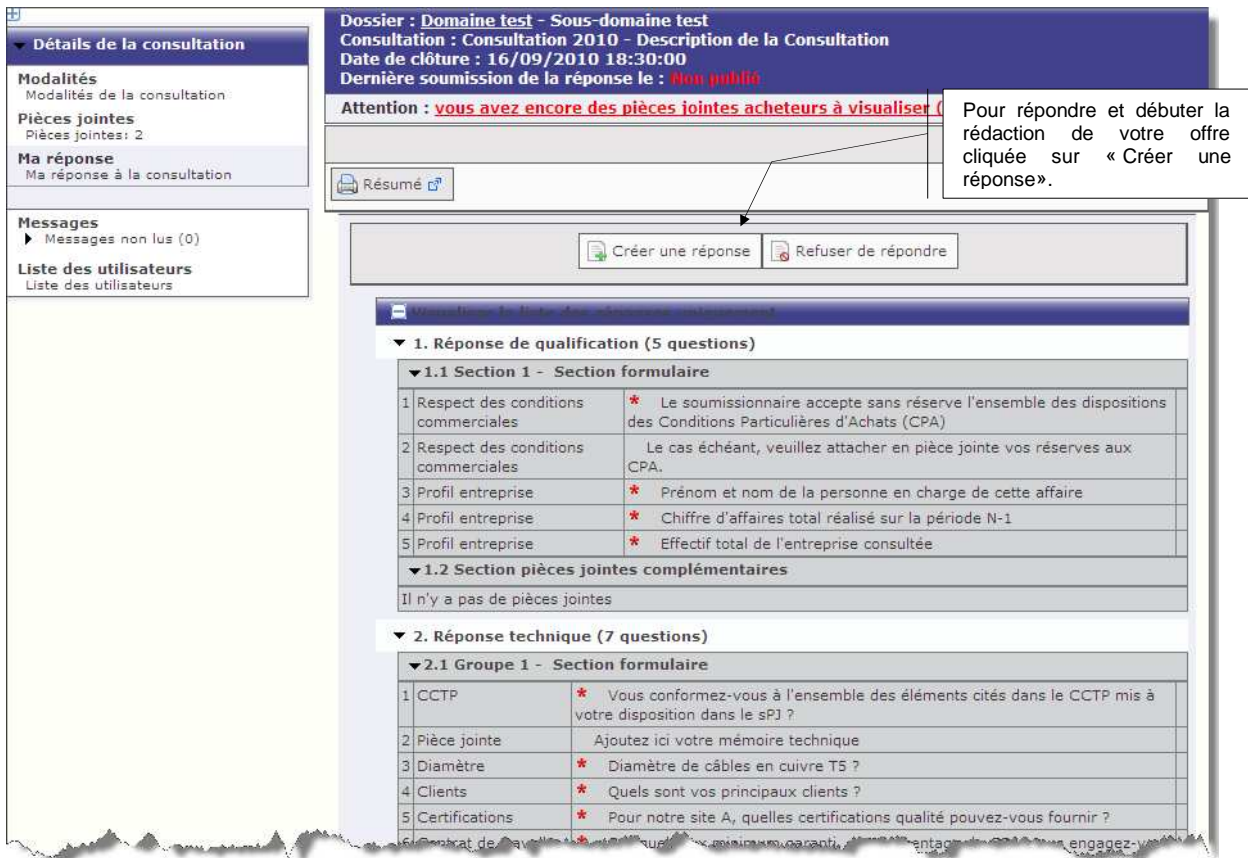 Détails de la consultation
Modalités
Modalités de la consultation
Pièces jointes
Pièces jointes: 2
Ma réponse
Ma réponse à la consultation
Messages
Messages non lus (0)
Liste des utilisateurs
Liste des utilisateurs
Dossier : Domaine test - Sous-domaine test
Consultation : Consultation 2010 - Description de la Consultation
Date de clôture : 16/09/2010 18:30:00
Dernière soumission de la réponse le : Non publié
Attention : vous avez encore des pièces jointes acheteurs à visualiser (
Pour répondre et débuter la
rédaction de votre offre
cliquée sur « Créer une
réponse».
Résumé
Créer une réponse Refuser de répondre
Visualiser la liste des réponses uniquement
1. Réponse de qualification (5 questions)
1.1 Section 1 - Section formulaire
1 Respect des conditions commerciales * Le soumissionnaire accepte sans réserve l'ensemble des dispositions des Conditions Particulières d'Achats (CPA)
2 Respect des conditions commerciales Le cas échéant, veuillez attacher en pièce jointe vos réserves aux CPA.
3 Profil entreprise * Prénom et nom de la personne en charge de cette affaire
4 Profil entreprise * Chiffre d'affaires total réalisé sur la période N-1
5 Profil entreprise * Effectif total de l'entreprise consultée
1.2 Section pièces jointes complémentaires
Il n'y a pas de pièces jointes
2. Réponse technique (7 questions)
2.1 Groupe 1 - Section formulaire
1 CCTP * Vous conformez-vous à l'ensemble des éléments cités dans le CCTP mis à votre disposition dans le sPJ ?
2 Pièce jointe Ajoutez ici votre mémoire technique
3 Diamètre * Diamètre de câbles en cuivre T5 ?
4 Clients * Quels sont vos principaux clients ?
5 Certifications * Pour notre site A, quelles certifications qualité pouvez-vous fournir ?